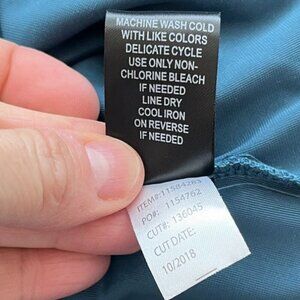 MACHINE WASH COLD
WITH LIKE COLORS
DELICATE CYCLE
USE ONLY NON-
CHLORINE BLEACH
IF NEEDED
LINE DRY
COOL IRON
ON REVERSE
IF NEEDED
ITEM#:
PO#: 1154762
CUT#: 136045
CUT DATE:
10/2018